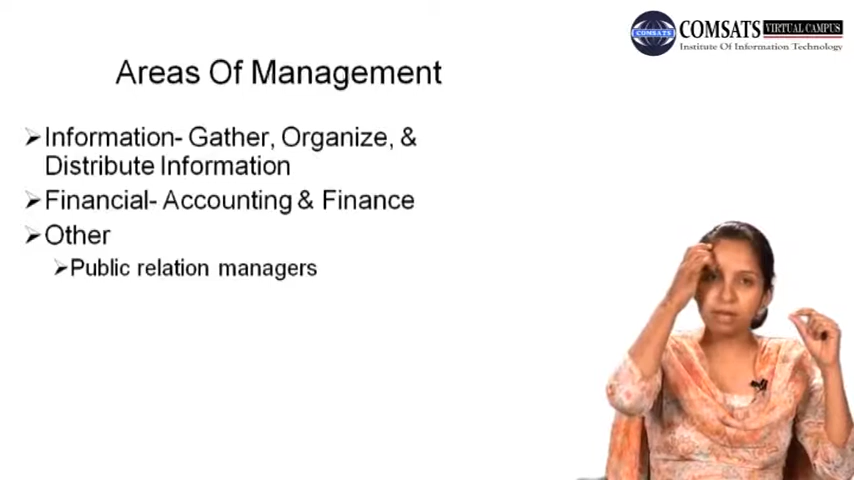 COMSATS VIRTUAL CAMPUS
COMSATS
Institute Of Information Technology
Areas Of Management
Information- Gather, Organize, &
Distribute Information
Financial- Accounting & Finance
Other
Public relation managers